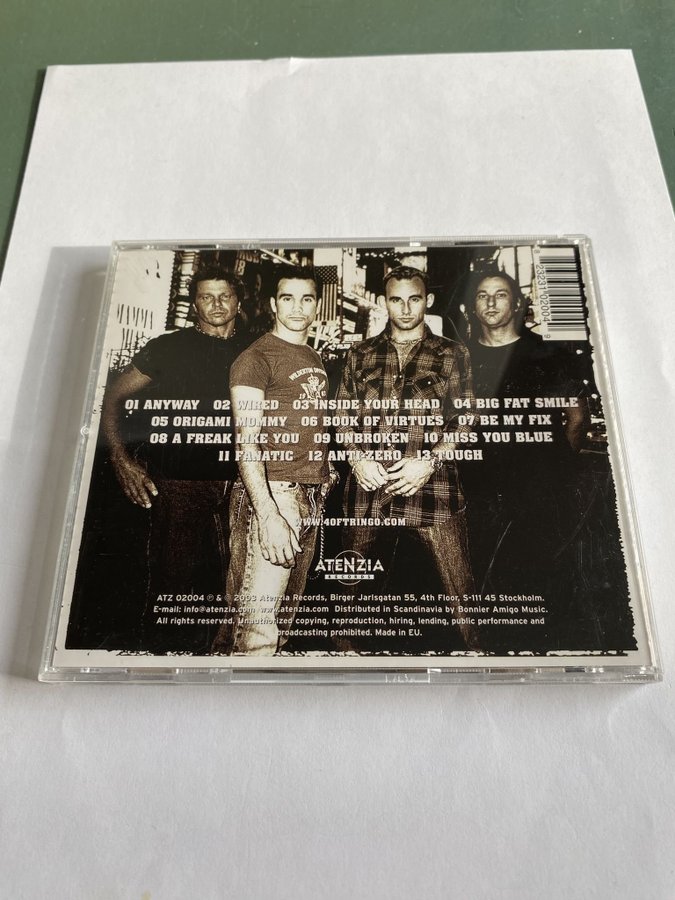 8 23231 02004 9
01 ANYWAY 02 WIRED 03 INSIDE YOUR HEAD 04 BIG FAT SMILE
05 ORIGAMI MOMMY 06 BOOK OF VIRTUES 07 BE MY FIX
08 A FREAK LIKE YOU 09 UNBROKEN 10 MISS YOU BLUE
11 FANATIC 12 ANTI-ZERO 13 TOUGH
WWW.4OFTRINGO.COM
ATENZIA
RECORDS
ATZ 02004 ℗ & © 2003 Atenzia Records, Birger Jarlsgatan 55, 4th Floor, S-111 45 Stockholm.
E-mail: info@atenzia.com www.atenzia.com Distributed in Scandinavia by Bonnier Amigo Music.
All rights reserved. Unauthorized copying, reproduction, hiring, lending, public performance and
broadcasting prohibited. Made in EU.